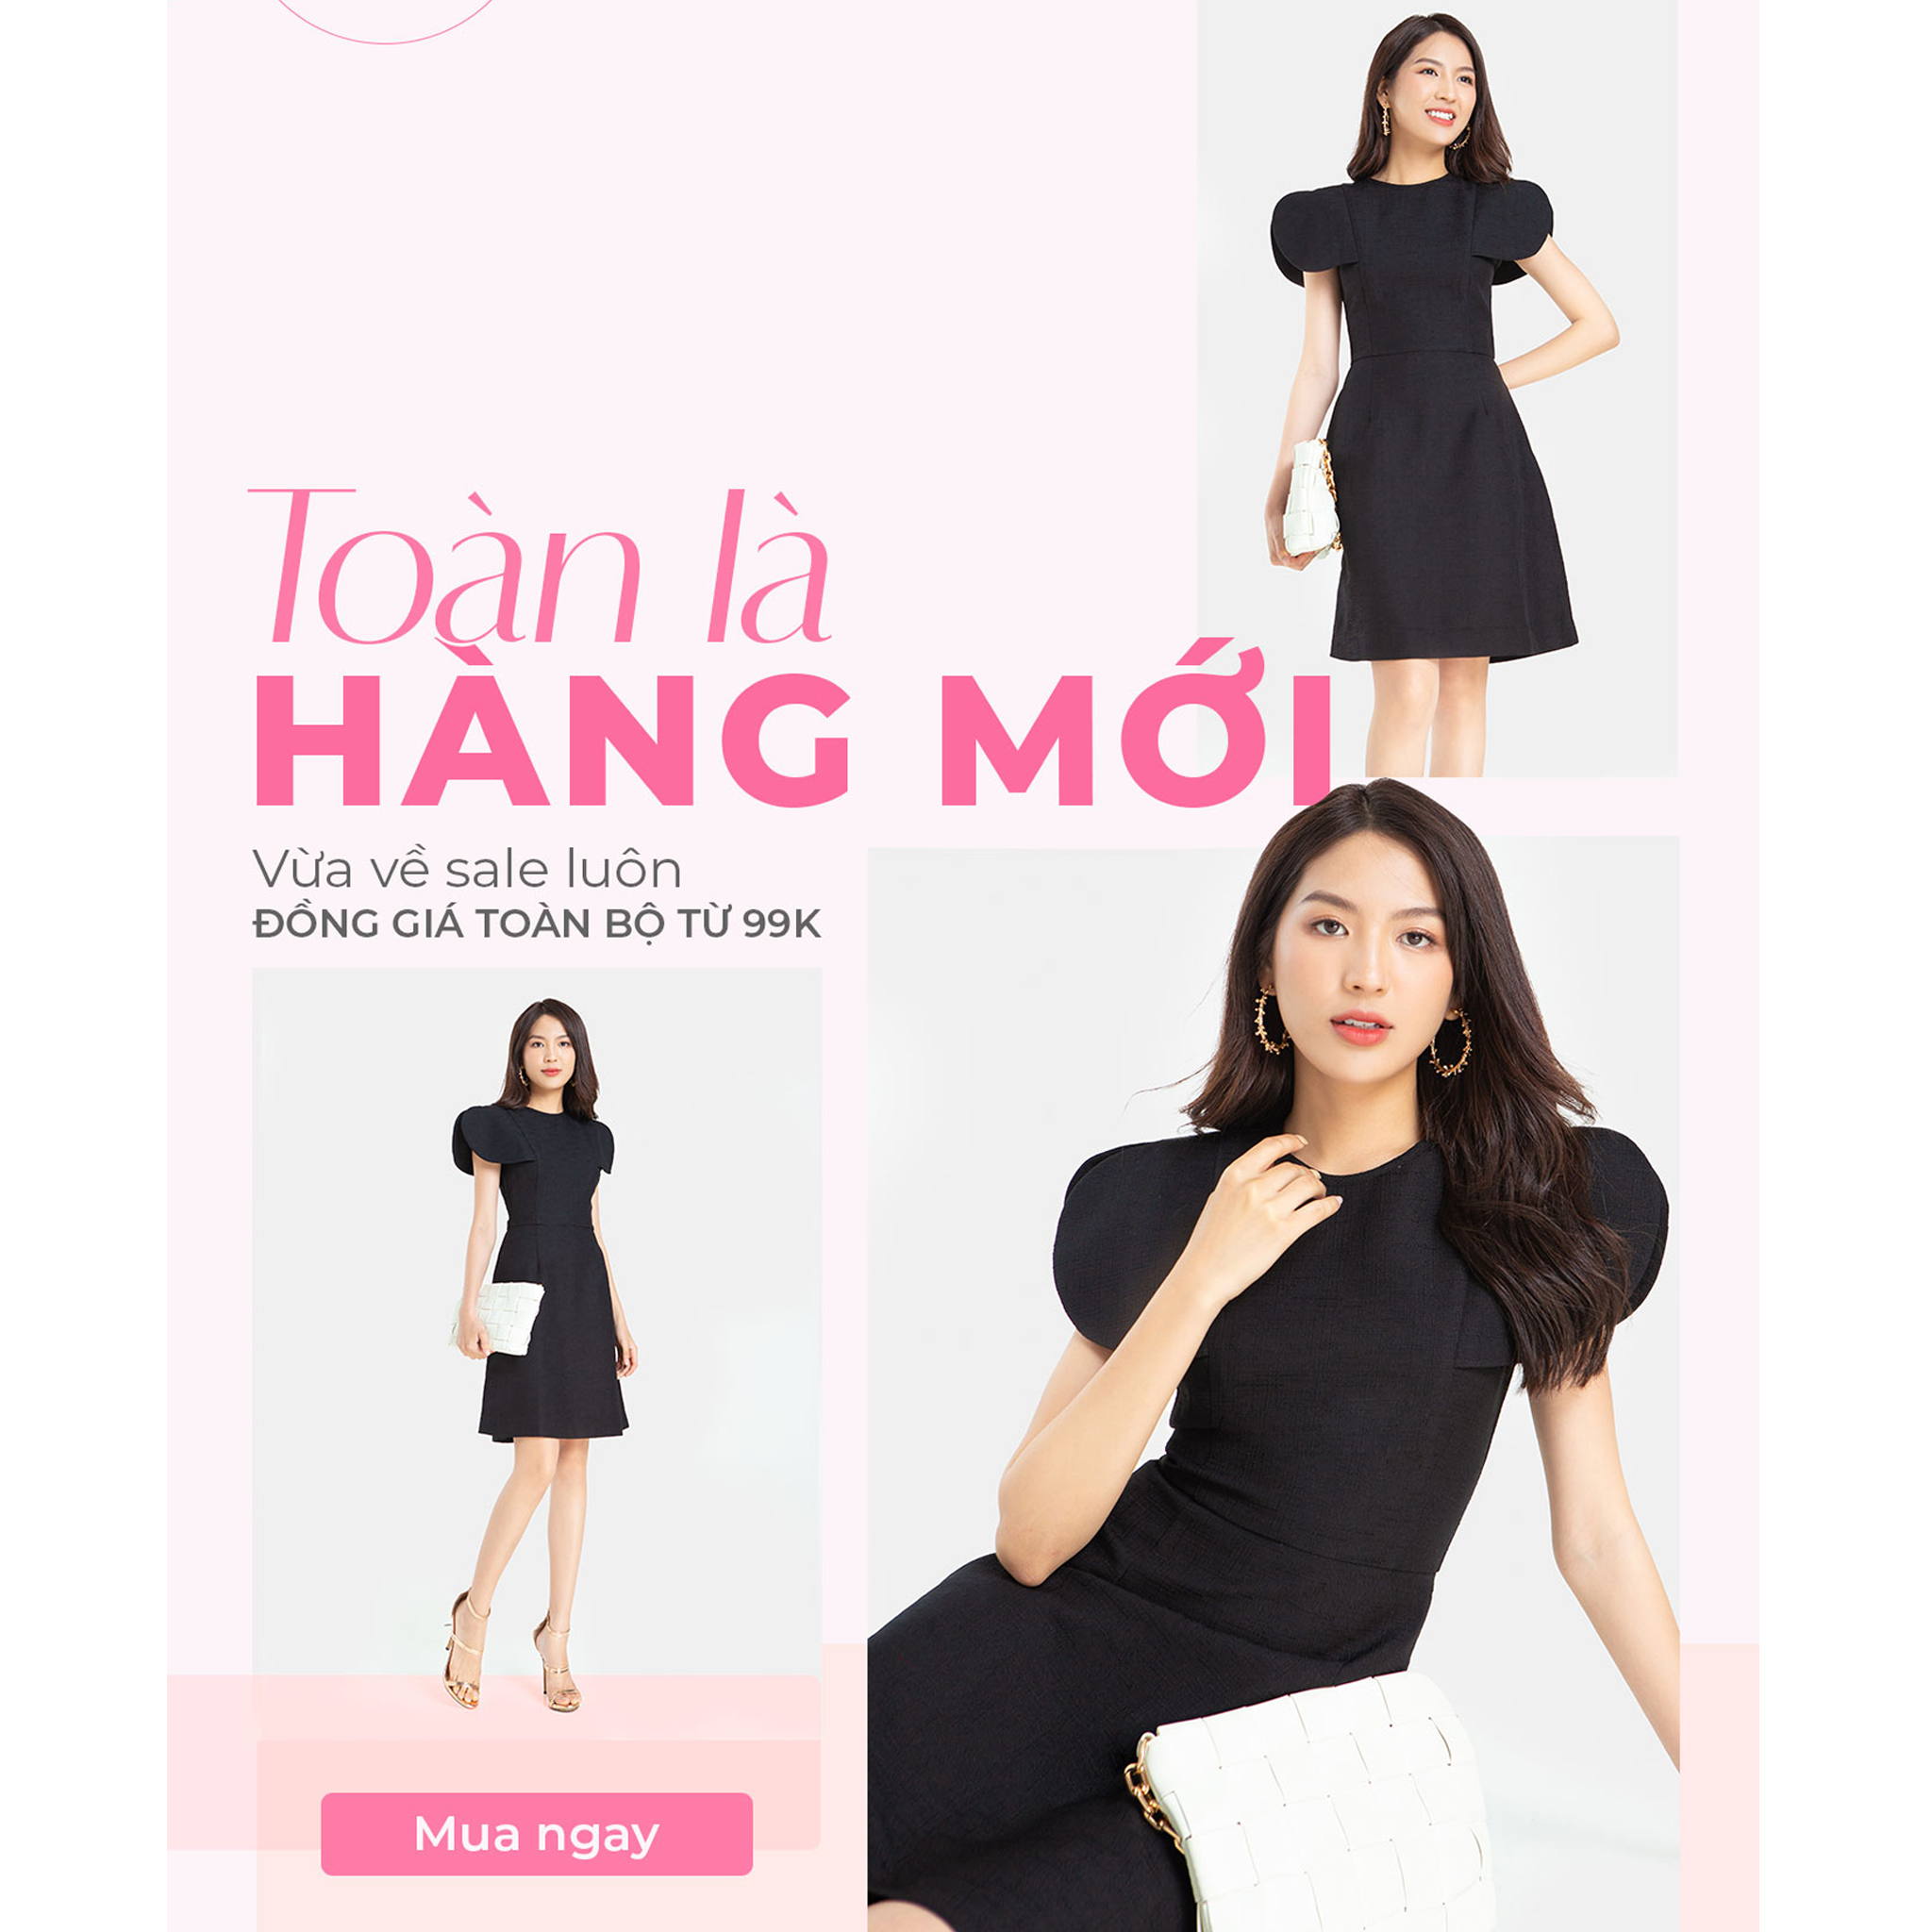 Toàn là
HÀNG MỚI
Vừa về sale luôn
ĐỒNG GIÁ TOÀN BỘ TỪ 99K
Mua ngay